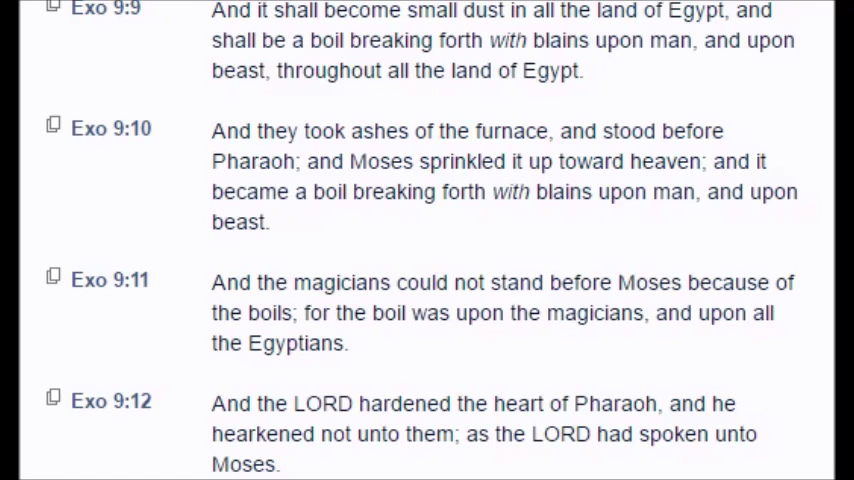 Exo 9:9 And it shall become small dust in all the land of Egypt, and
shall be a boil breaking forth with blains upon man, and upon
beast, throughout all the land of Egypt.
Exo 9:10 And they took ashes of the furnace, and stood before
Pharaoh; and Moses sprinkled it up toward heaven; and it
became a boil breaking forth with blains upon man, and upon
beast.
Exo 9:11 And the magicians could not stand before Moses because of
the boils; for the boil was upon the magicians, and upon all
the Egyptians.
Exo 9:12 And the LORD hardened the heart of Pharaoh, and he
hearkened not unto them; as the LORD had spoken unto
Moses.